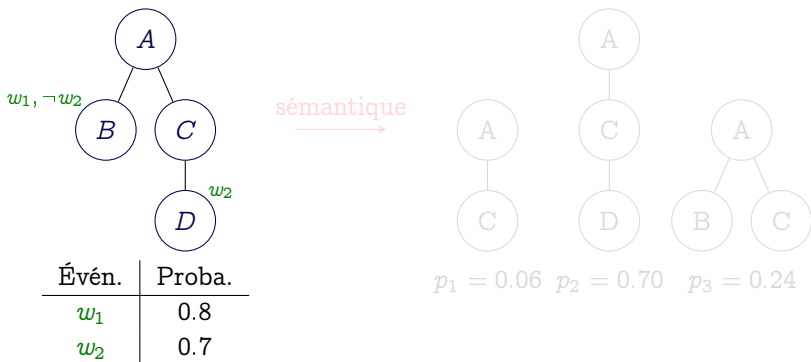 A
A
w₁, ¬w₂
sémantique
B
C
A
C
A
w₂
D
C
D
B
C
Évén. Proba.
p₁ = 0.06 p₂ = 0.70 p₃ = 0.24
w₁ 0.8
w₂ 0.7